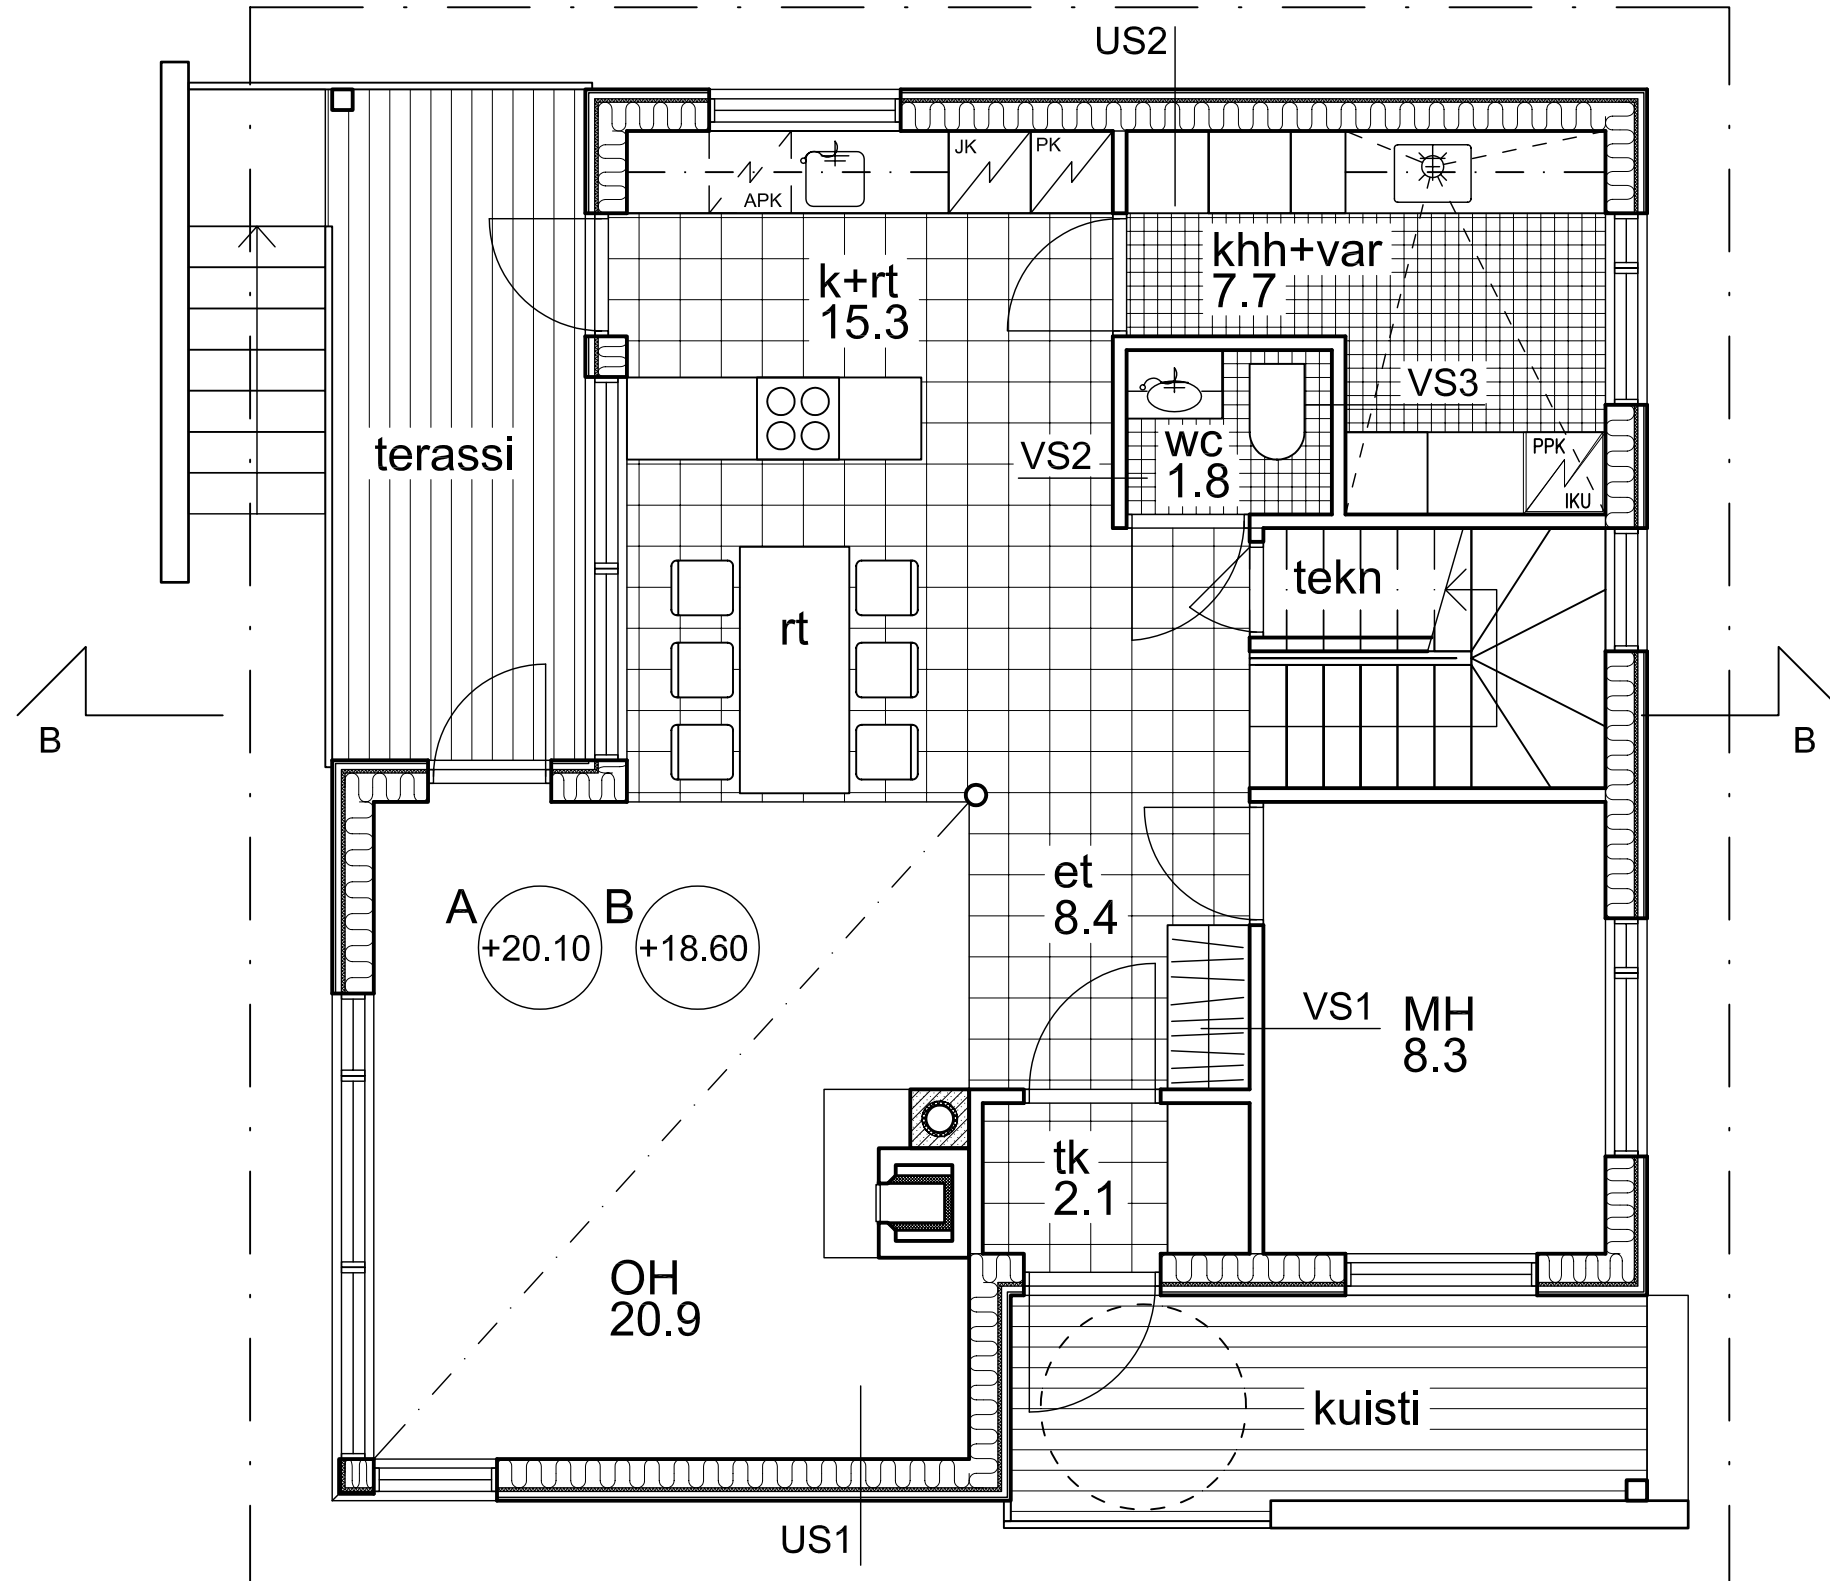 US2
JK
PK
APK
khh+var
7.7
k+rt
15.3
VS3
terassi
VS2
wc
1.8
PPK
IKU
tekn
rt
B
B
et
8.4
A
+20.10
B
+18.60
VS1
MH
8.3
tk
2.1
OH
20.9
kuisti
US1